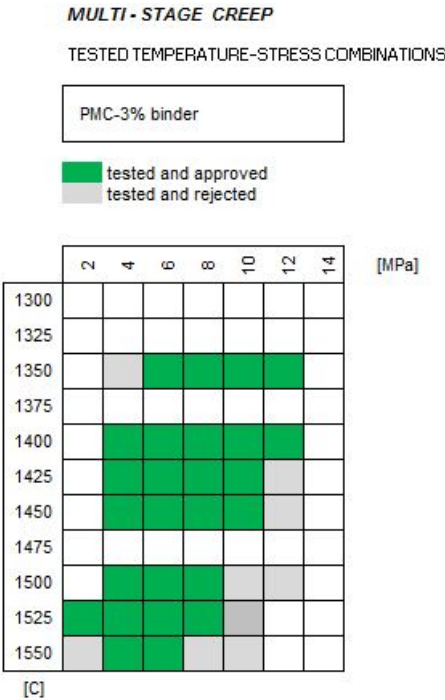 MULTI - STAGE CREEP
TESTED TEMPERATURE-STRESS COMBINATIONS
PMC-3% binder
tested and approved
tested and rejected
2 4 6 8 10 12 14 [MPa]
1300
1325
1350
1375
1400
1425
1450
1475
1500
1525
1550
[C]